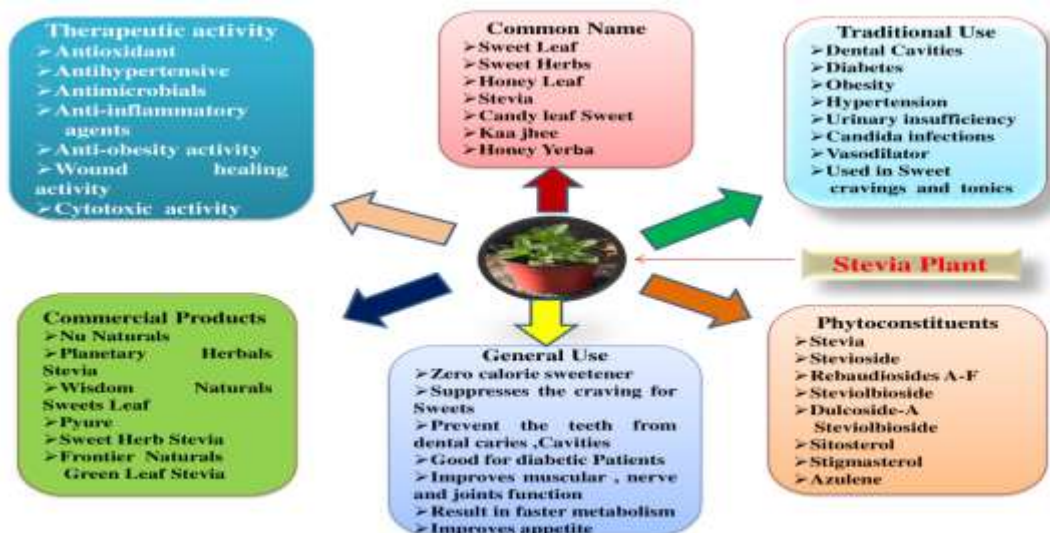 Therapeutic activity
➢Antioxidant
➢Antihypertensive
➢Antimicrobials
➢Anti-inflammatory
agents
➢Anti-obesity activity
➢Wound healing
activity
➢Cytotoxic activity
Common Name
➢Sweet Leaf
➢Sweet Herbs
➢Honey Leaf
➢Stevia
➢Candy leaf Sweet
➢Kaa jhee
➢Honey Yerba
Traditional Use
➢Dental Cavities
➢Diabetes
➢Obesity
➢Hypertension
➢Urinary insufficiency
➢Candida infections
➢Vasodilator
➢Used in Sweet
cravings and tonics
Stevia Plant
Commercial Products
➢Nu Naturals
➢Planetary Herbals
Stevia
➢Wisdom Naturals
Sweets Leaf
➢Pyure
➢Sweet Herb Stevia
➢Frontier Naturals
Green Leaf Stevia
General Use
➢Zero calorie sweetener
➢Suppresses the craving for
Sweets
➢Prevent the teeth from
dental caries ,Cavities
➢Good for diabetic Patients
➢Improves muscular , nerve
and joints function
➢Result in faster metabolism
➢Improves appetite
Phytoconstituents
➢Stevia
➢Stevioside
➢Rebaudiosides A-F
➢Steviolbioside
➢Dulcoside-A
Steviolbioside
➢Sitosterol
➢Stigmasterol
➢Azulene